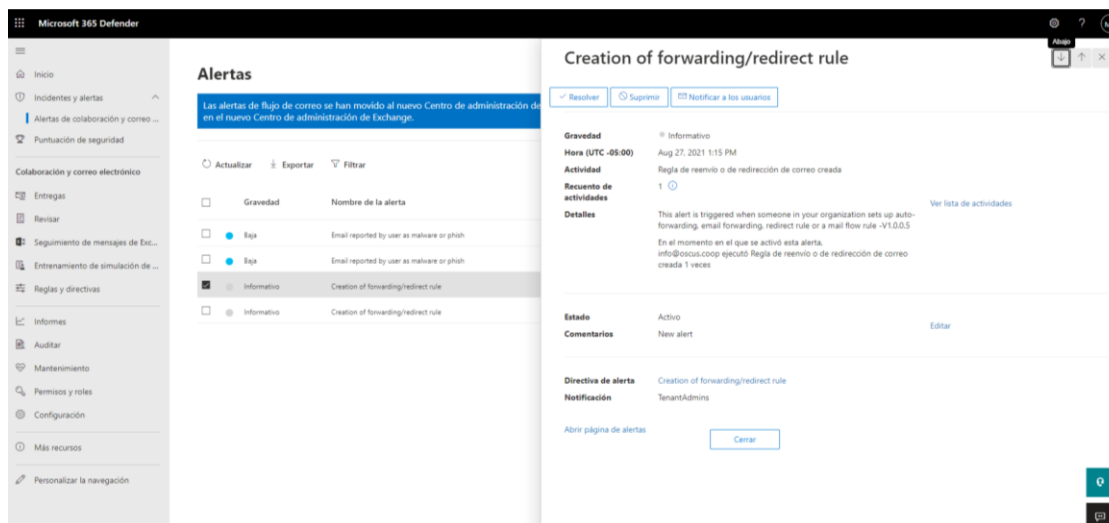 Microsoft 365 Defender
?
Abajo
Inicio
Incidentes y alertas
Alertas de colaboración y correo ...
Puntuación de seguridad
Colaboración y correo electrónico
Entregas
Revisar
Seguimiento de mensajes de Exc...
Entrenamiento de simulación de ...
Reglas y directivas
Informes
Auditar
Mantenimiento
Permisos y roles
Configuración
Más recursos
Personalizar la navegación
Alertas
Las alertas de flujo de correo se han movido al nuevo Centro de administración de
en el nuevo Centro de administración de Exchange.
Actualizar Exportar Filtrar
Gravedad Nombre de la alerta
Baja Email reported by user as malware or phish
Baja Email reported by user as malware or phish
Informativo Creation of forwarding/redirect rule
Informativo Creation of forwarding/redirect rule
Creation of forwarding/redirect rule
Resolver Suprimir Notificar a los usuarios
Gravedad Informativo
Hora (UTC -05:00) Aug 27, 2021 1:15 PM
Actividad Regla de reenvío o de redirección de correo creada
Recuento de
actividades 1
Ver lista de actividades
Detalles This alert is triggered when someone in your organization sets up auto-
forwarding, email forwarding, redirect rule or a mail flow rule -V1.0.0.5
En el momento en el que se activó esta alerta,
info@oscus.coop ejecutó Regla de reenvío o de redirección de correo
creada 1 veces
Estado Activo
Editar
Comentarios New alert
Directiva de alerta Creation of forwarding/redirect rule
Notificación TenantAdmins
Abrir página de alertas
Cerrar